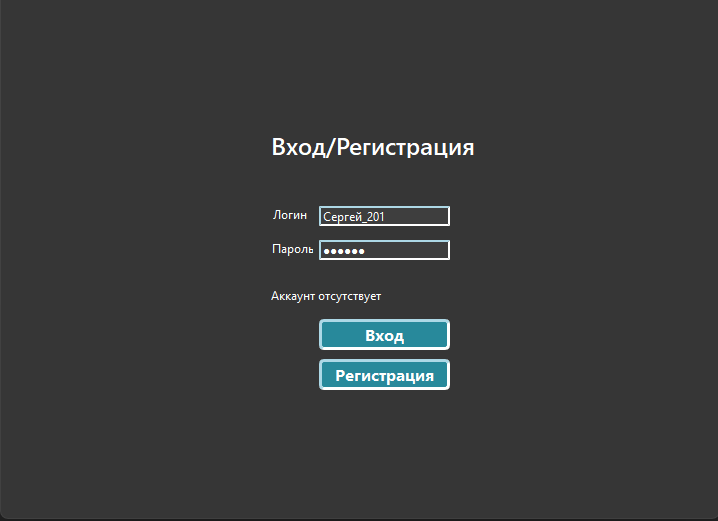 Вход/Регистрация
Логин Сергей_201
Пароль ●●●●●●
Аккаунт отсутствует
Вход
Регистрация